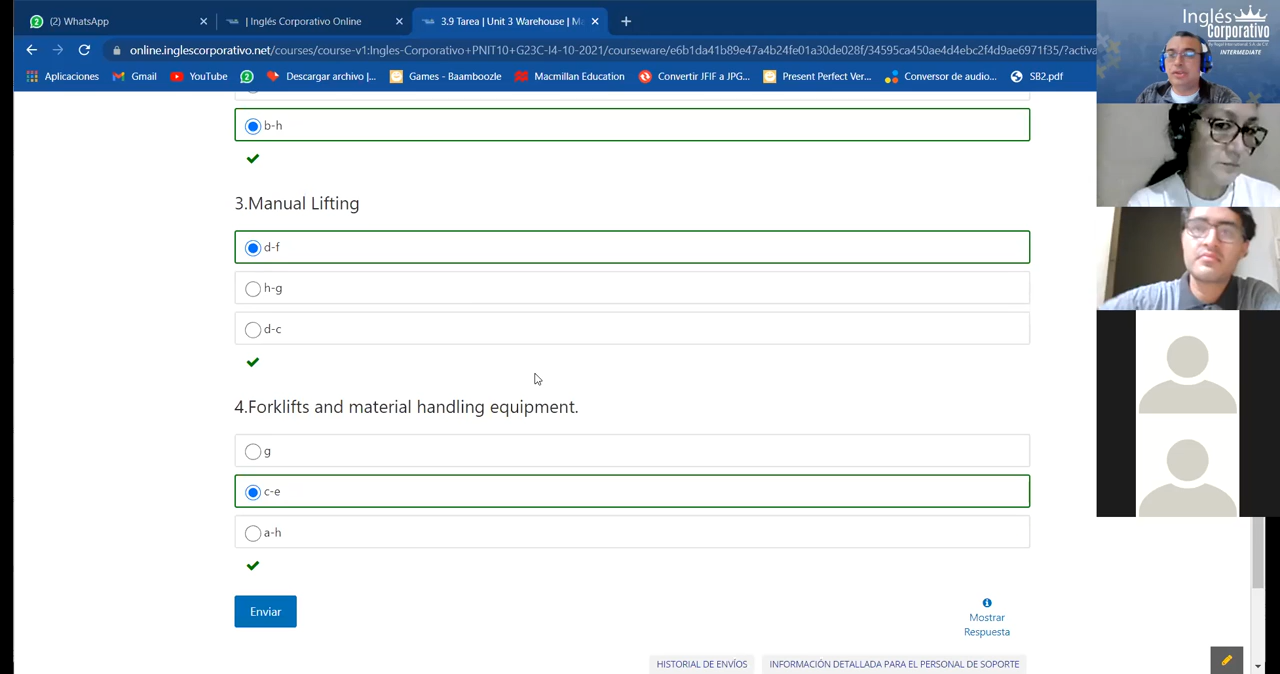 (2) WhatsApp
| Inglés Corporativo Online
3.9 Tarea | Unit 3 Warehouse | Ma
online.inglescorporativo.net/courses/course-v1:Ingles-Corporativo+PNIT10+G23C-I4-10-2021/courseware/e6b1da41b89e47a4b24fe01a30de028f/34595ca450ae4d4ebc2f4d9ae6971f35/?activa
Aplicaciones
Gmail
YouTube
2
Descargar archivo |...
Games - Baamboozle
Macmillan Education
Convertir JFIF a JPG...
Present Perfect Ver...
Conversor de audio...
SB2.pdf
Inglés
Corporativo
INTERMEDIATE
b-h
3.Manual Lifting
d-f
h-g
d-c
4.Forklifts and material handling equipment.
g
c-e
a-h
Enviar
Mostrar
Respuesta
HISTORIAL DE ENVÍOS
INFORMACIÓN DETALLADA PARA EL PERSONAL DE SOPORTE